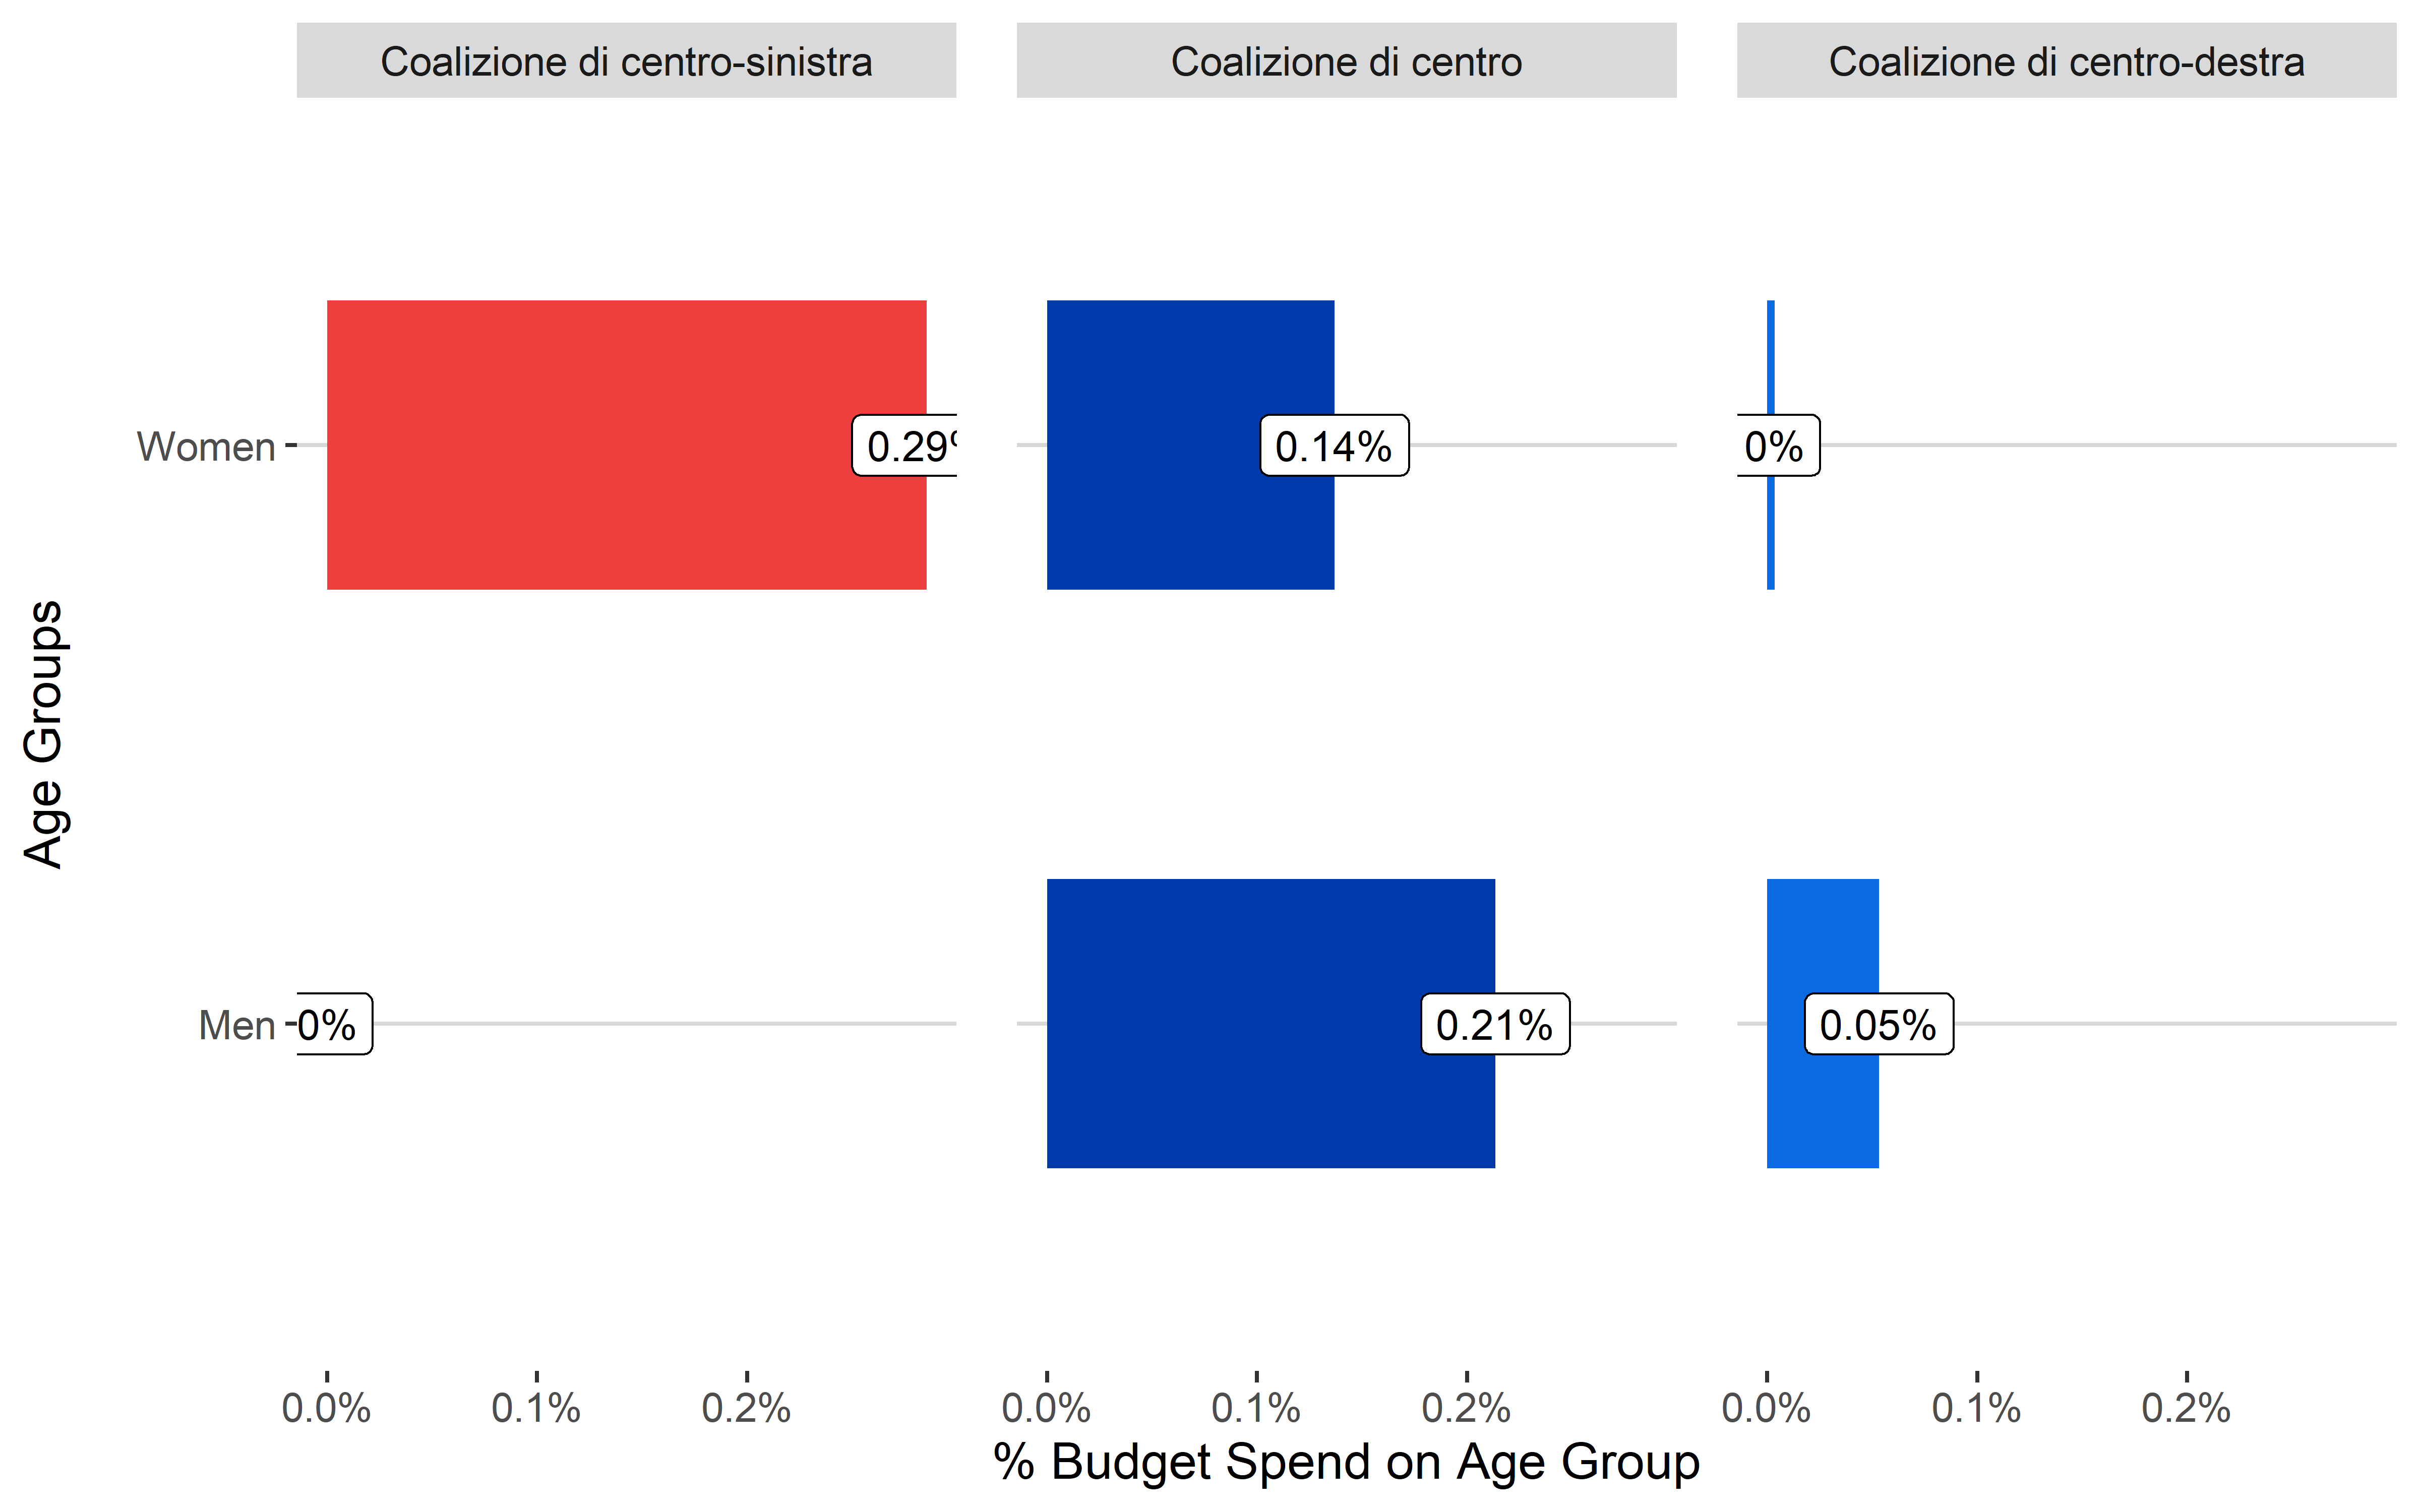 Coalizione di centro-sinistra
Coalizione di centro
Coalizione di centro-destra
Women
0.29%
0.14%
0%
Age Groups
Men
0%
0.21%
0.05%
0.0% 0.1% 0.2%
0.0% 0.1% 0.2%
0.0% 0.1% 0.2%
% Budget Spend on Age Group